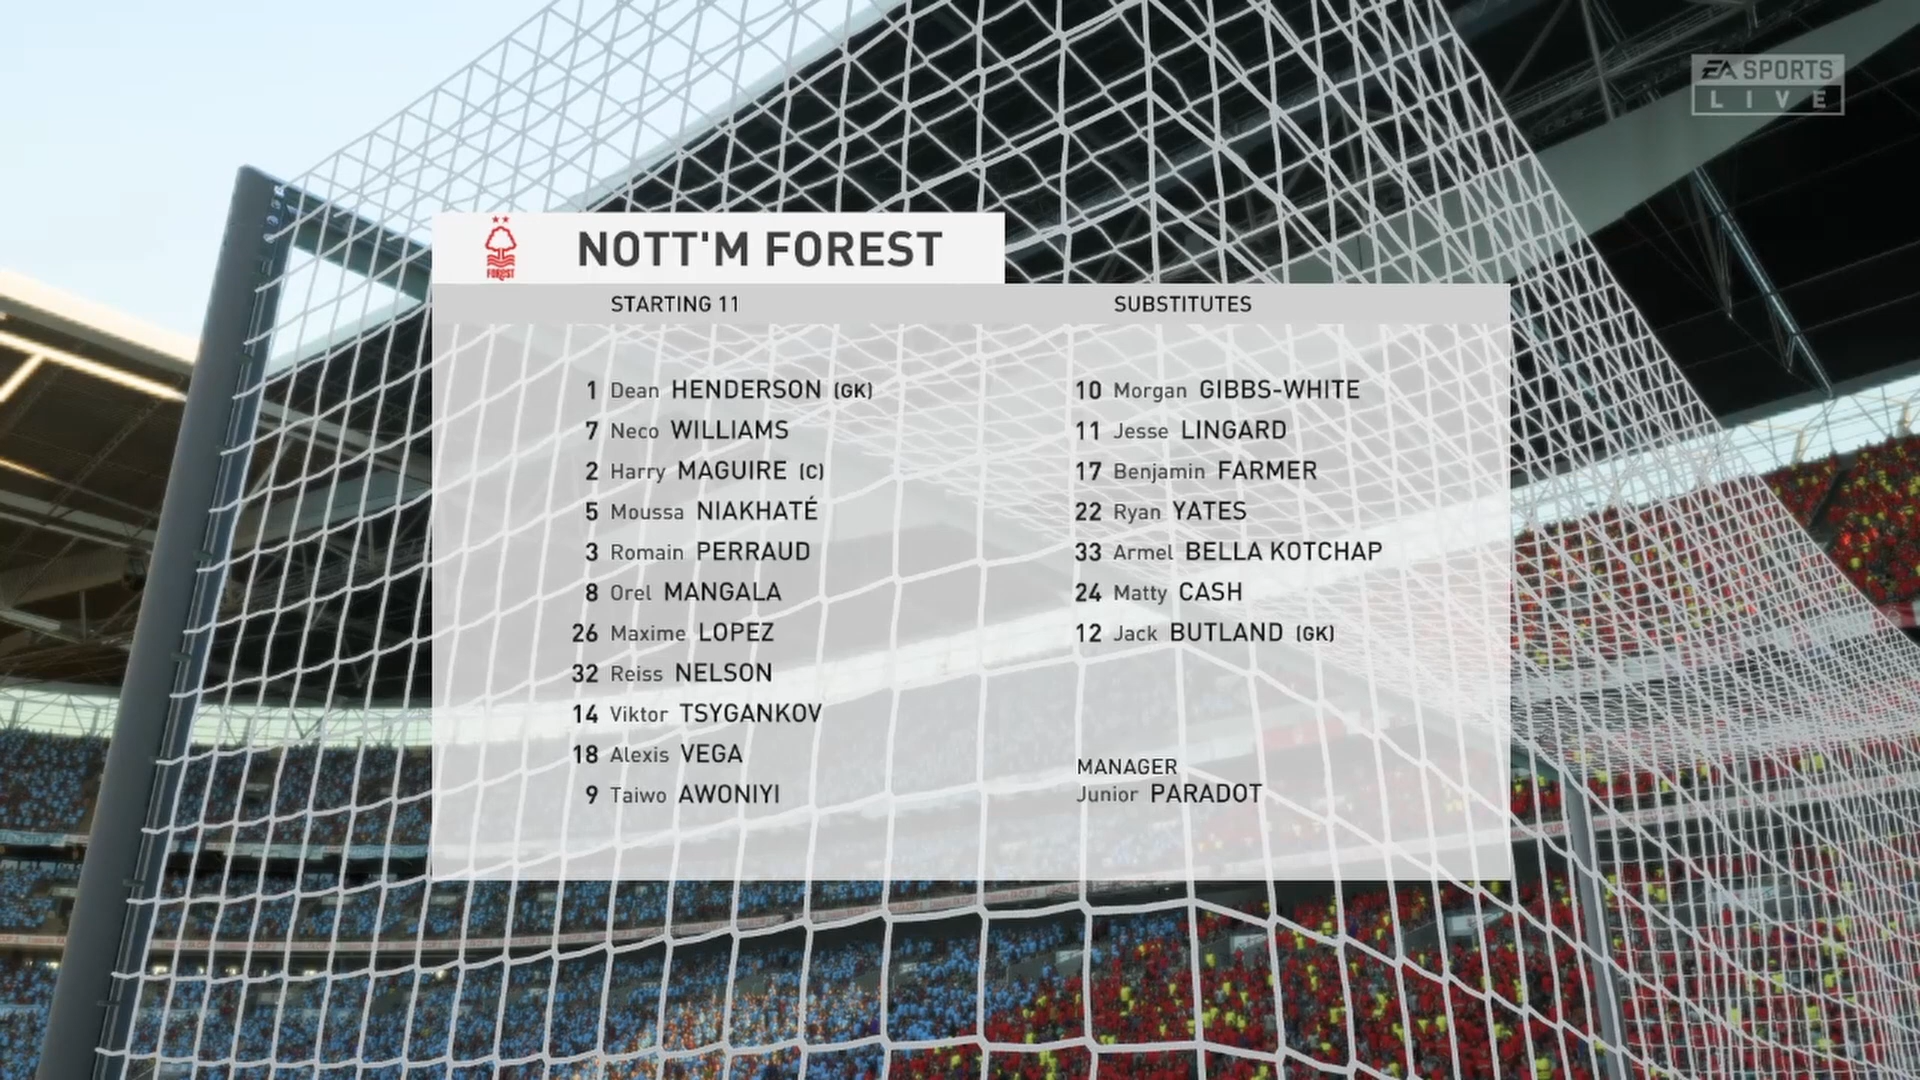 EA SPORTS
LIVE
FOREST
NOTT'M FOREST
STARTING 11
1 Dean HENDERSON (GK)
7 Neco WILLIAMS
2 Harry MAGUIRE (C)
5 Moussa NIAKHATÉ
3 Romain PERRAUD
8 Orel MANGALA
26 Maxime LOPEZ
32 Reiss NELSON
14 Viktor TSYGANKOV
18 Alexis VEGA
9 Taiwo AWONIYI
SUBSTITUTES
10 Morgan GIBBS-WHITE
11 Jesse LINGARD
17 Benjamin FARMER
22 Ryan YATES
33 Armel BELLA KOTCHAP
24 Matty CASH
12 Jack BUTLAND (GK)
MANAGER
Junior PARADOT